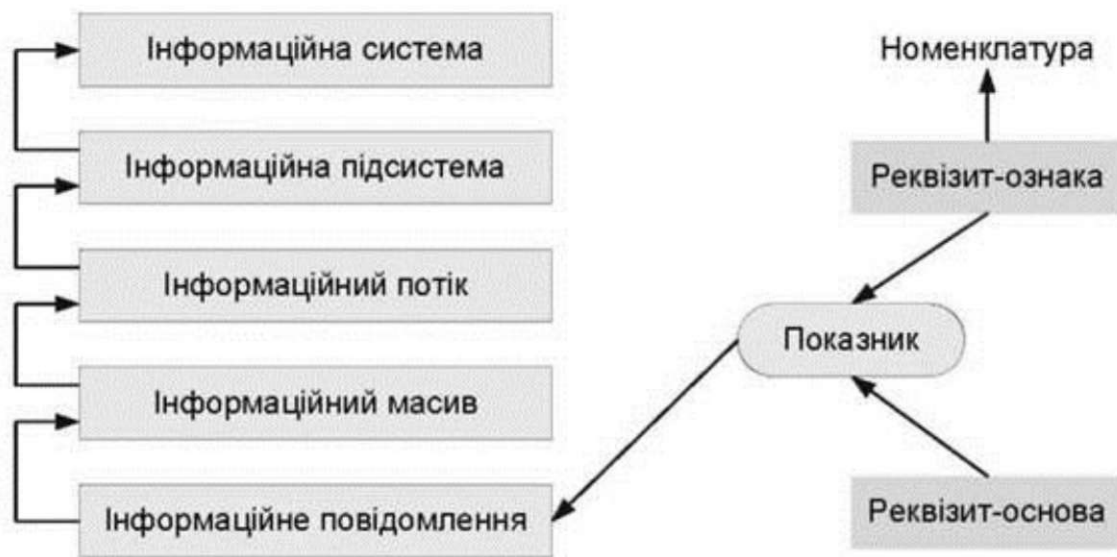 Інформаційна система
Інформаційна підсистема
Інформаційний потік
Інформаційний масив
Інформаційне повідомлення
Номенклатура
Реквізит-ознака
Показник
Реквізит-основа